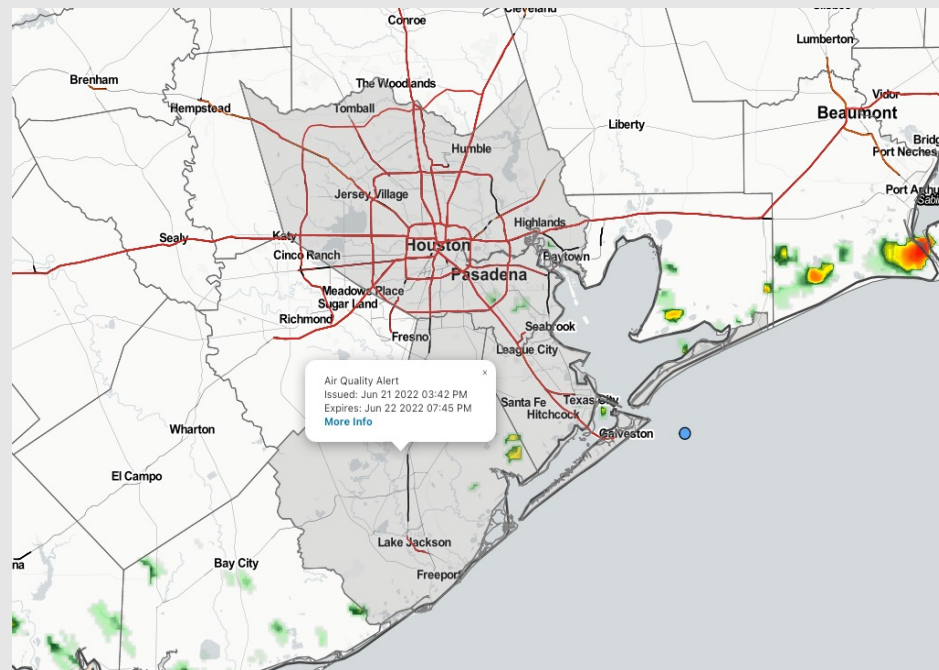 Cleveland
Conroe
Lumberton
Brenham
The Woodlands
Vidor
Hempstead
Tomball
Beaumont
Liberty
Humble
Port Neches
Jersey Village
Highlands
Sealy
Katy
Houston
Cinco Ranch
Baytown
Pasadena
Meadows Place
Sugar Land
Richmond
Seabrook
Fresno
League City
Air Quality Alert
x
Issued: Jun 21 2022 03:42 PM
Expires: Jun 22 2022 07:45 PM
More Info
Santa Fe
Texas City
Hitchcock
Galveston
Wharton
El Campo
Lake Jackson
na
Bay City
Freeport